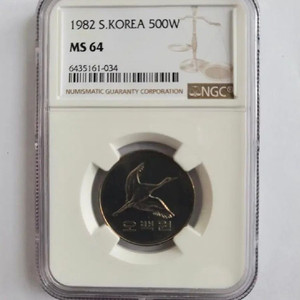 1982 S.KOREA 500W
MS 64
6435161-034
NUMISMATIC GUARANTY CORPORATION
NGC
오백원